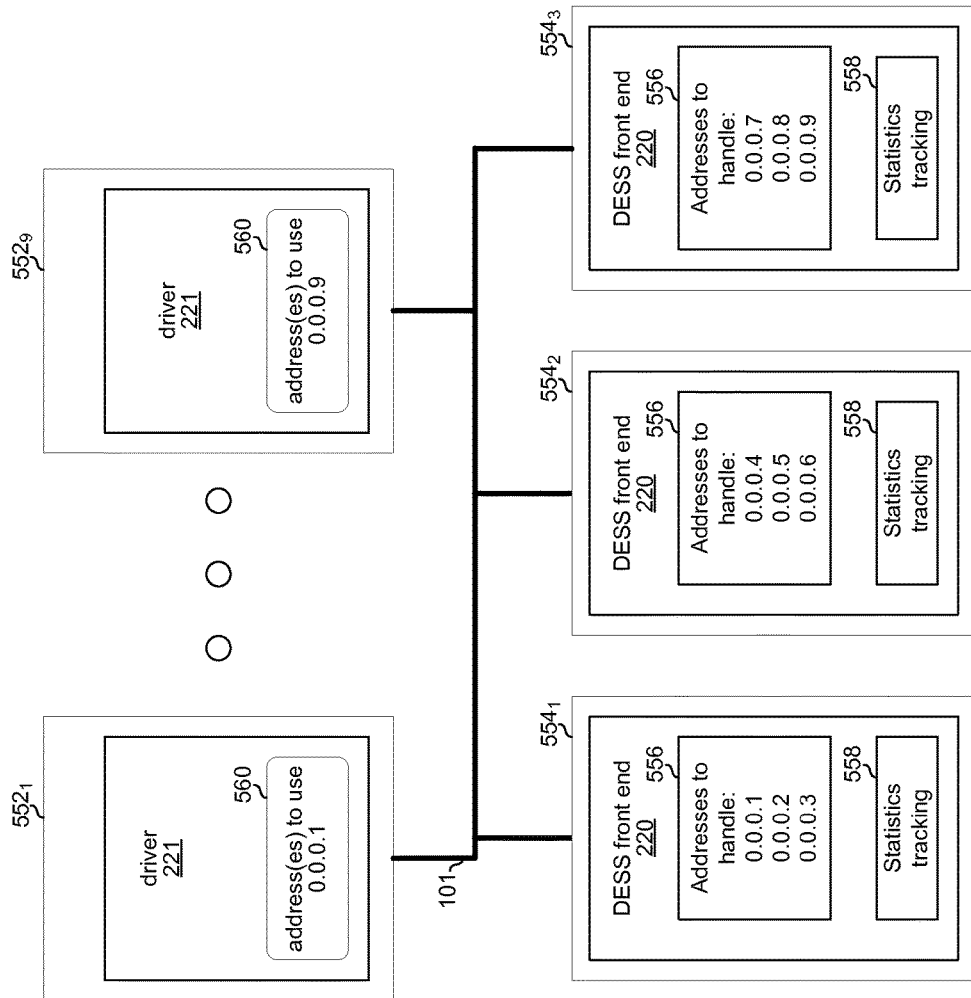 552₁
driver
221
560
address(es) to use
0.0.0.1
552₉
driver
221
560
address(es) to use
0.0.0.9
101
554₁
DESS front end
220
556
Addresses to
handle:
0.0.0.1
0.0.0.2
0.0.0.3
558
Statistics
tracking
554₂
DESS front end
220
556
Addresses to
handle:
0.0.0.4
0.0.0.5
0.0.0.6
558
Statistics
tracking
554₃
DESS front end
220
556
Addresses to
handle:
0.0.0.7
0.0.0.8
0.0.0.9
558
Statistics
tracking